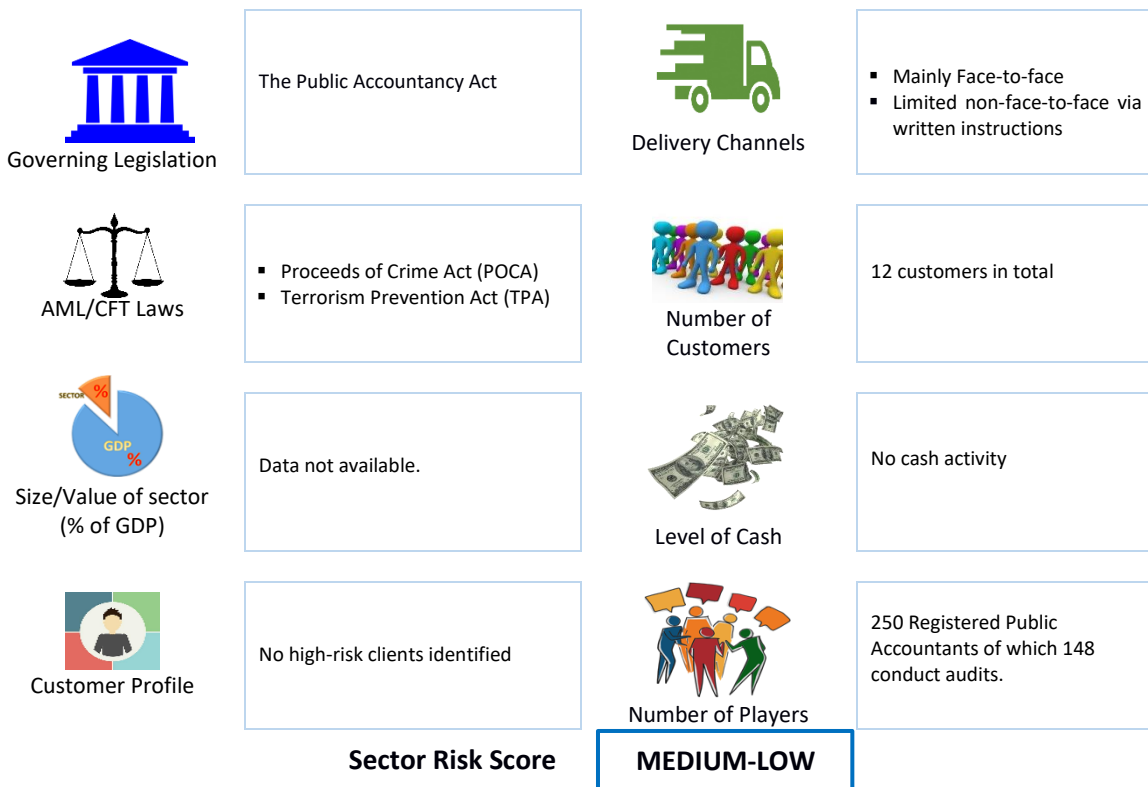 The Public Accountancy Act
Governing Legislation
▪ Mainly Face-to-face
▪ Limited non-face-to-face via
written instructions
Delivery Channels
▪ Proceeds of Crime Act (POCA)
▪ Terrorism Prevention Act (TPA)
AML/CFT Laws
12 customers in total
Number of
Customers
SECTOR
%
GDP
%
Data not available.
Size/Value of sector
(% of GDP)
No cash activity
Level of Cash
No high-risk clients identified
Customer Profile
250 Registered Public
Accountants of which 148
conduct audits.
Number of Players
Sector Risk Score
MEDIUM-LOW